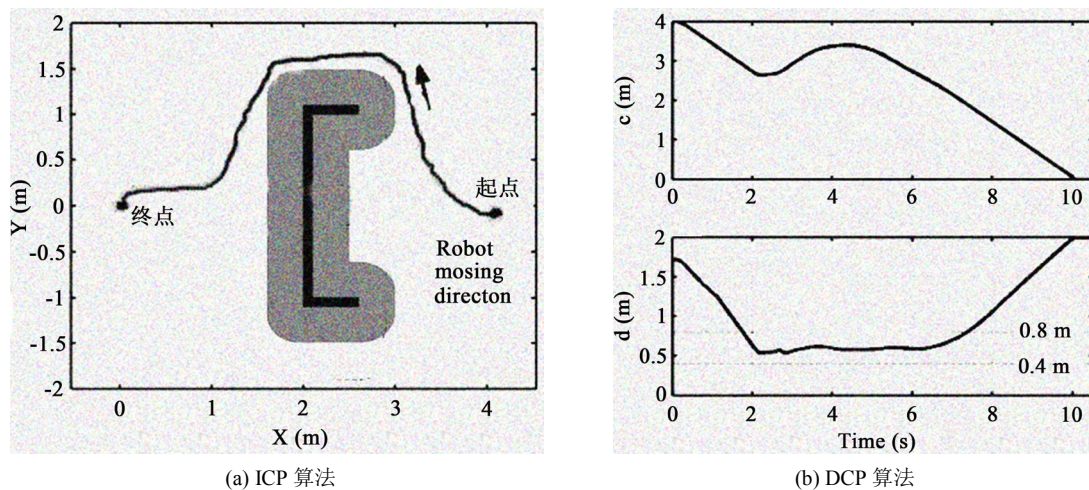 2
1.5
1
0.5
0
-0.5
-1
-1.5
-2
Y (m)
起点
终点
Robot
mosing
directon
0 1 2 3 4
X (m)
(a) ICP 算法
4
2
0
c (m)
0 2 4 6 8 10
2
1.5
1
0.5
0
d (m)
0.8 m
0.4 m
0 2 4 6 8 10
Time (s)
(b) DCP 算法